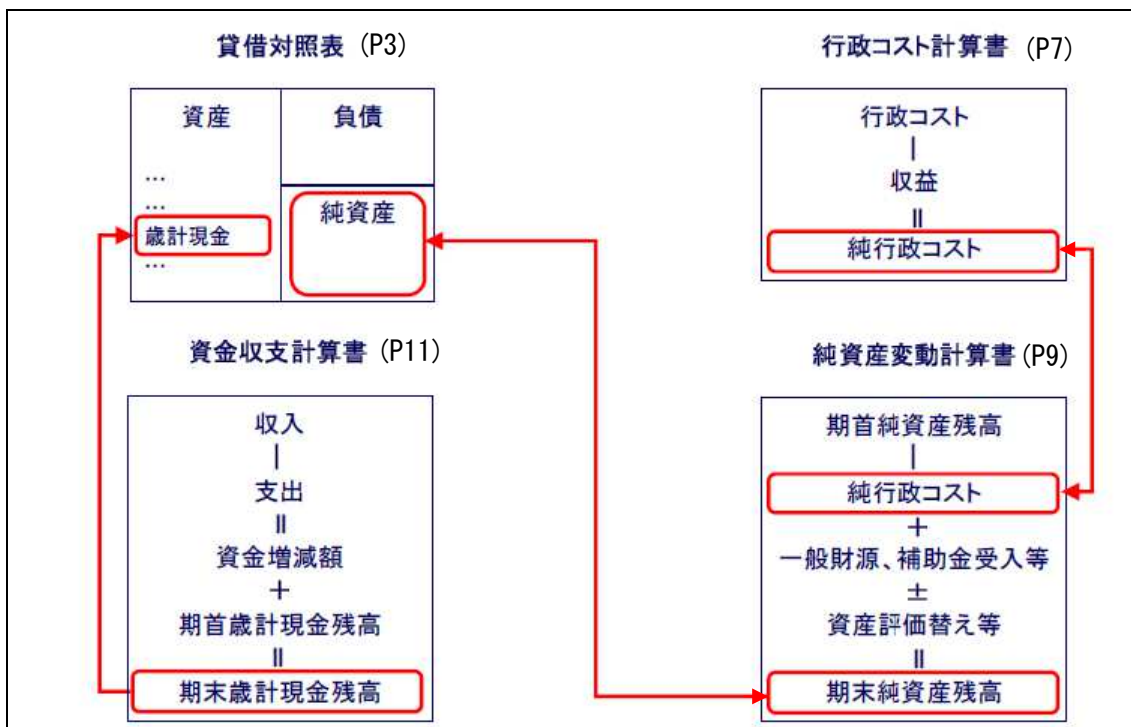 貸借対照表 (P3)
資産
負債
…
…
歳計現金
…
純資産
行政コスト計算書 (P7)
行政コスト
|
収益
||
純行政コスト
資金収支計算書 (P11)
収入
|
支出
||
資金増減額
+
期首歳計現金残高
||
期末歳計現金残高
純資産変動計算書 (P9)
期首純資産残高
|
純行政コスト
+
一般財源、補助金受入等
±
資産評価替え等
||
期末純資産残高